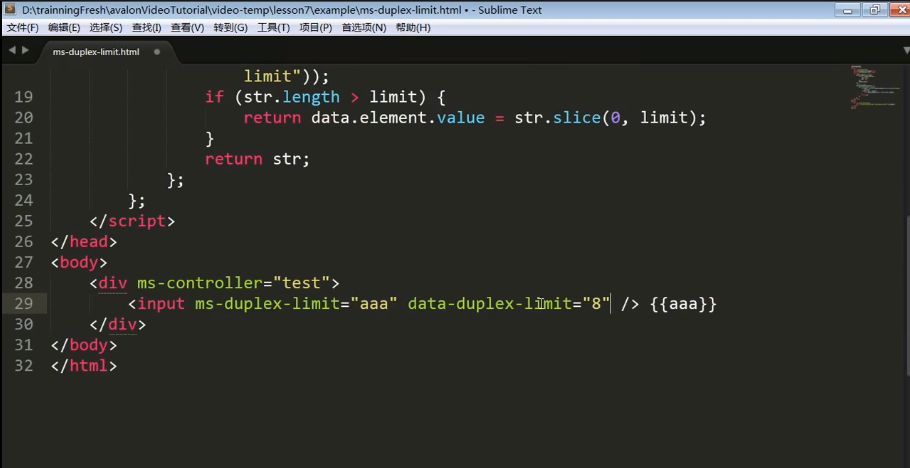 D:\trainningFresh\avalonVideoTutorial\video-temp\lesson7\example\ms-duplex-limit.html • - Sublime Text
文件(F) 编辑(E) 选择(S) 查找(I) 查看(V) 转到(G) 工具(T) 项目(P) 首选项(N) 帮助(H)
ms-duplex-limit.html
limit"));
19 if (str.length > limit) {
20 return data.element.value = str.slice(0, limit);
21 }
22 return str;
23 };
24 };
25 </script>
26 </head>
27 <body>
28 <div ms-controller="test">
29 <input ms-duplex-limit="aaa" data-duplex-limit="8" /> {{aaa}}
30 </div>
31 </body>
32 </html>